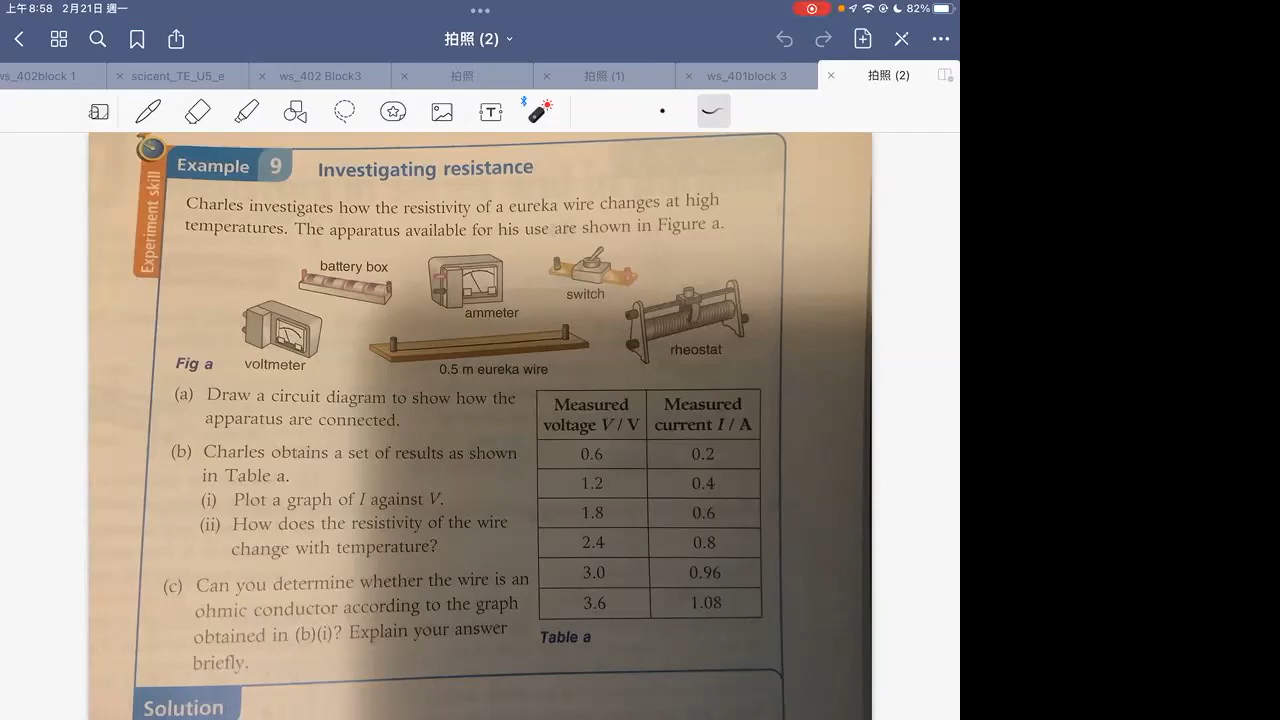 上午8:58 2月21日 週一
82%
拍照 (2)
ws_402block 1
scicent_TE_U5_e
ws_402 Block3
拍照
拍照 (1)
ws_401block 3
拍照 (2)
T
Experiment skill
Example 9 Investigating resistance
Charles investigates how the resistivity of a eureka wire changes at high
temperatures. The apparatus available for his use are shown in Figure a.
battery box
ammeter
switch
voltmeter
0.5 m eureka wire
rheostat
Fig a
(a) Draw a circuit diagram to show how the
apparatus are connected.
(b) Charles obtains a set of results as shown
in Table a.
(i) Plot a graph of I against V.
(ii) How does the resistivity of the wire
change with temperature?
(c) Can you determine whether the wire is an
ohmic conductor according to the graph
obtained in (b)(i)? Explain your answer
briefly.
Measured voltage V / V Measured current I / A
0.6 0.2
1.2 0.4
1.8 0.6
2.4 0.8
3.0 0.96
3.6 1.08
Table a
Solution